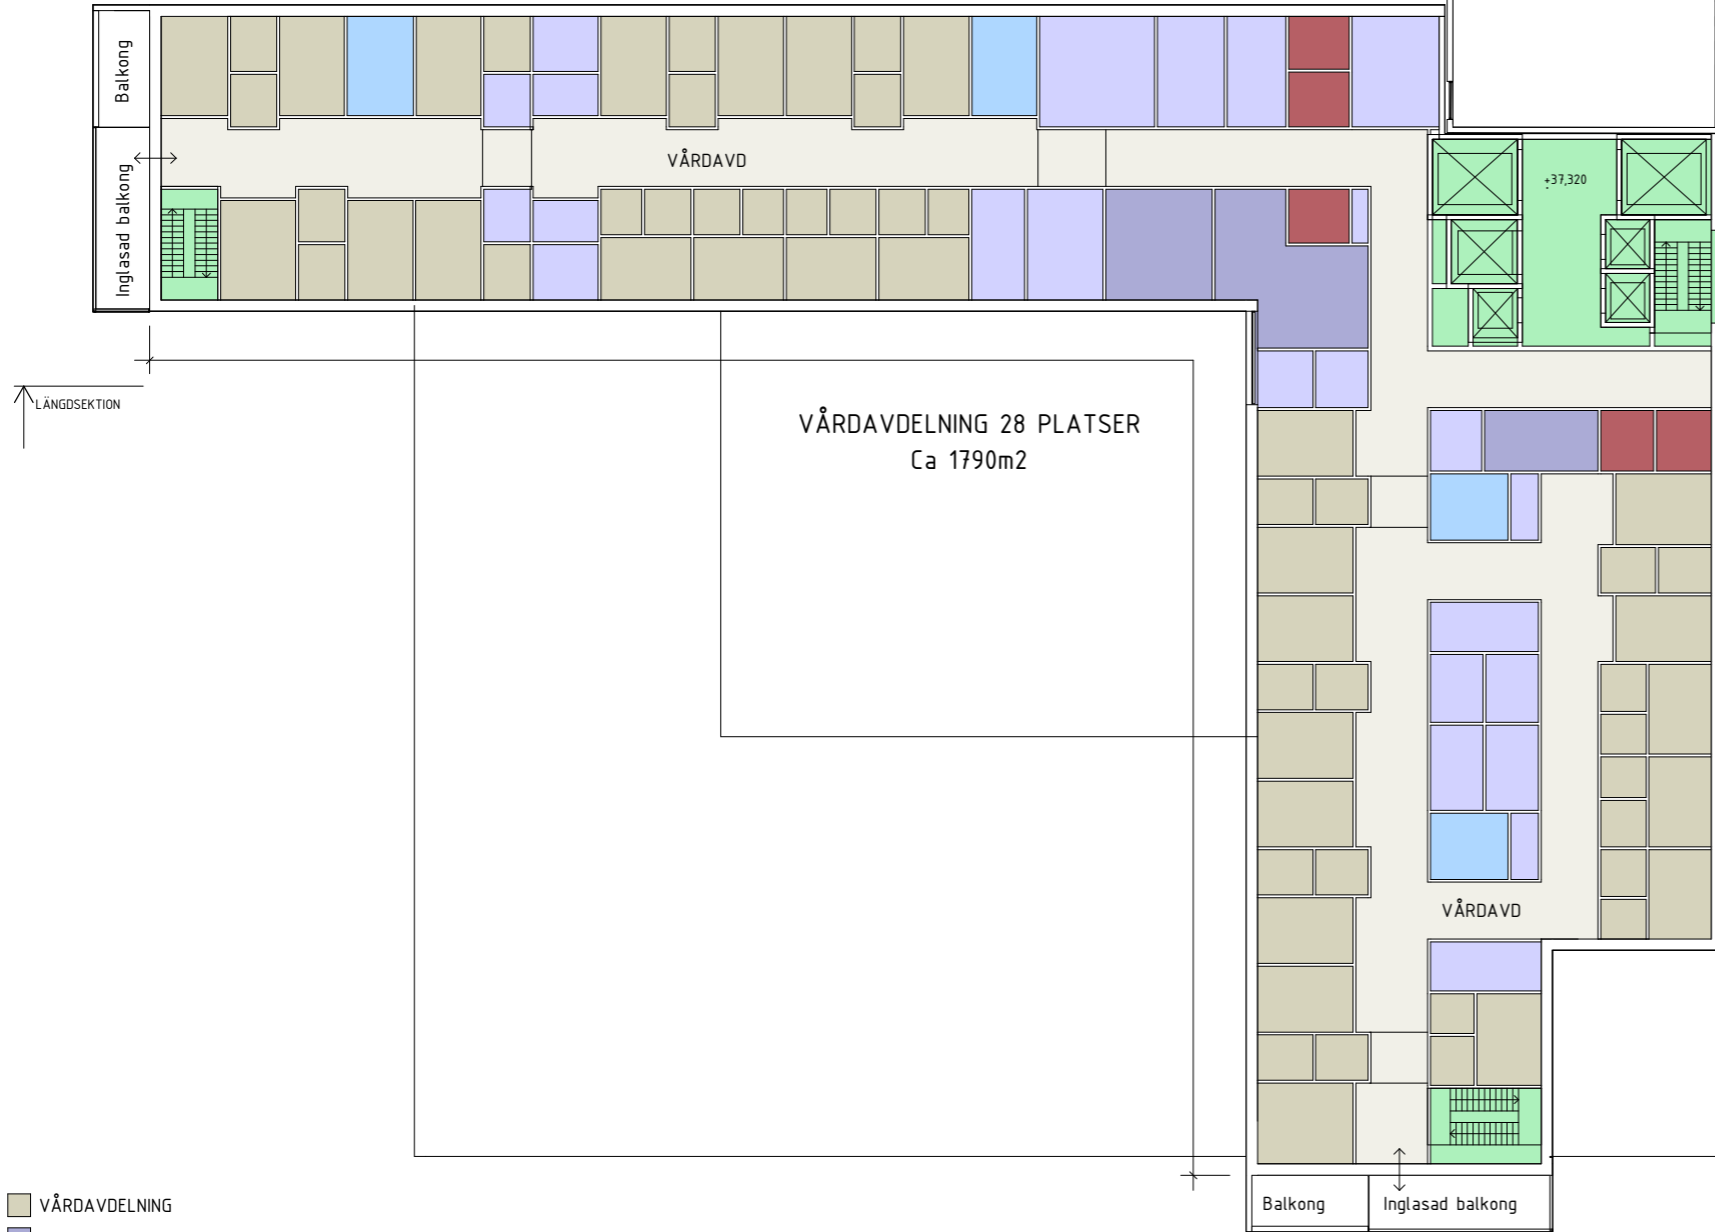 Balkong
Inglasad balkong
VÅRDAVD
+37,320
LÄNGDSEKTION
VÅRDAVDELNING 28 PLATSER
Ca 1790m2
VÅRDAVD
Balkong
Inglasad balkong
VÅRDAVDELNING